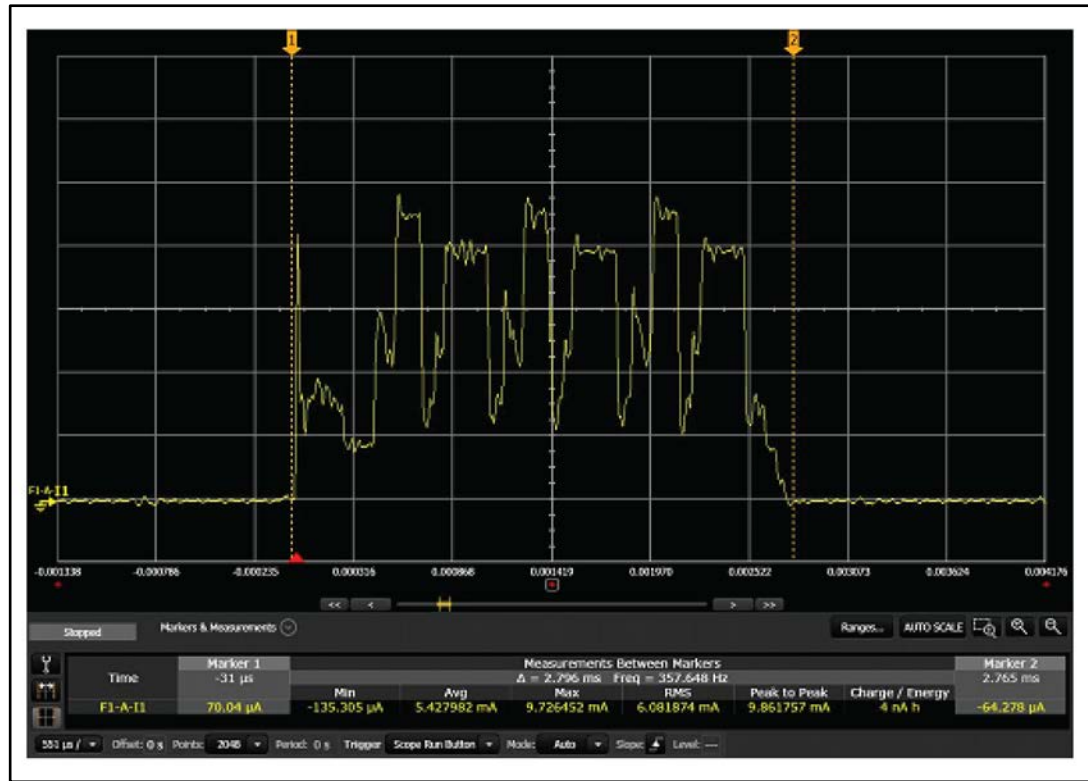 1 2
F1-A-I1
-0.001338 -0.000786 -0.000235 0.000316 0.000868 0.001419 0.001970 0.002522 0.003073 0.003624 0.004176
<< < > >>
Stopped Markers & Measurements Ranges... AUTO SCALE
Marker 1 Measurements Between Markers Marker 2
Time -31 µs Δ = 2.796 ms Freq = 357.648 Hz 2.765 ms
Min Avg Max RMS Peak to Peak Charge / Energy
F1-A-I1 70.04 µA -135.305 µA 5.427982 mA 9.726452 mA 6.081874 mA 9.861757 mA 4 nA h -64.278 µA
551 µs / Offset: 0 s Points: 2048 Period: 0 s Trigger Scope Run Button Mode: Auto Slope: Level: ---